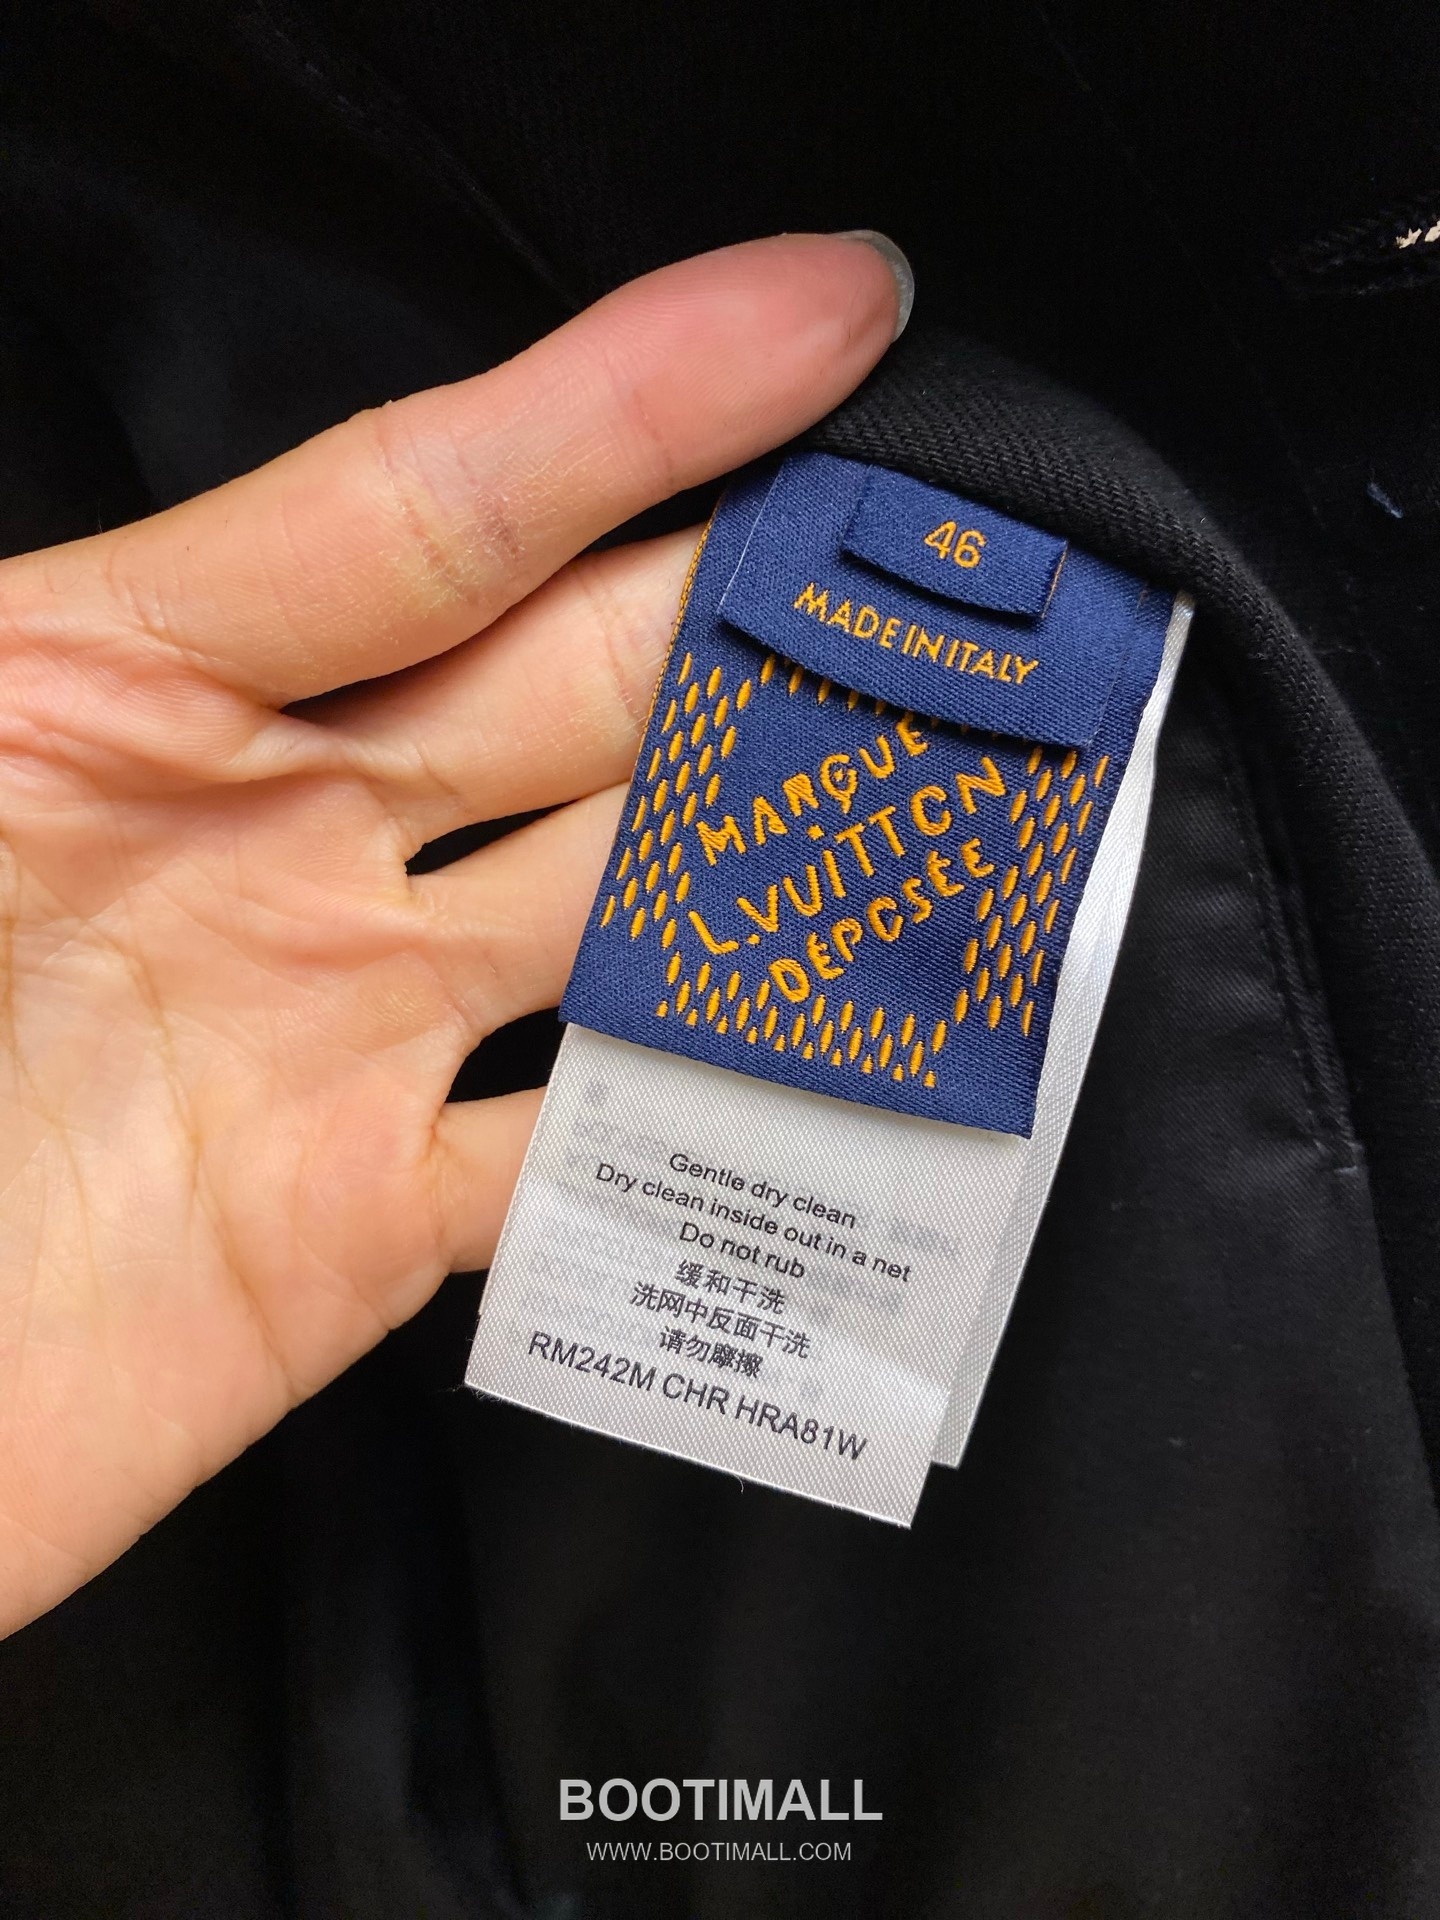 46
MADE IN ITALY
MARQUE
L.VUITTON
DÉPOSÉE
Gentle dry clean
Dry clean inside out in a net
Do not rub
缓和干洗
洗网中反面干洗
请勿摩擦
RM242M CHR HRA81W
BOOTIMALL
WWW.BOOTIMALL.COM